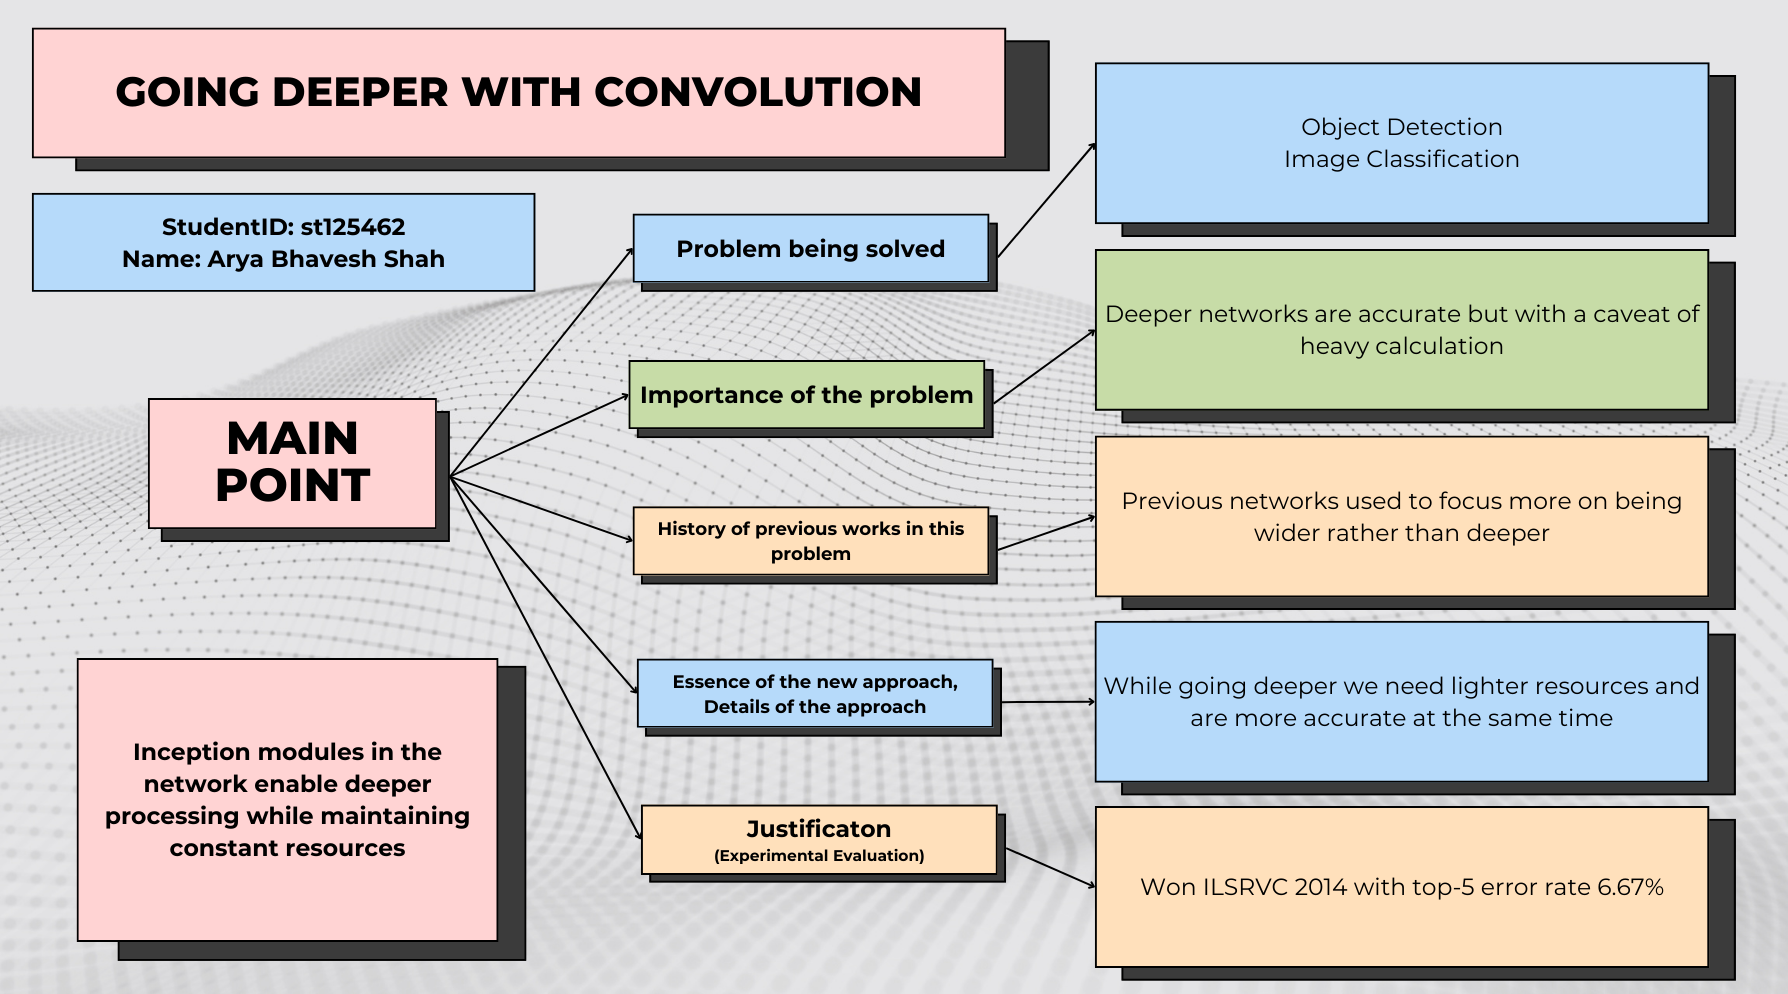 GOING DEEPER WITH CONVOLUTION
StudentID: st125462
Name: Arya Bhavesh Shah
MAIN
POINT
Inception modules in the
network enable deeper
processing while maintaining
constant resources
Problem being solved
Object Detection
Image Classification
Importance of the problem
Deeper networks are accurate but with a caveat of
heavy calculation
History of previous works in this
problem
Previous networks used to focus more on being
wider rather than deeper
Essence of the new approach,
Details of the approach
While going deeper we need lighter resources and
are more accurate at the same time
Justificaton
(Experimental Evaluation)
Won ILSRVC 2014 with top-5 error rate 6.67%